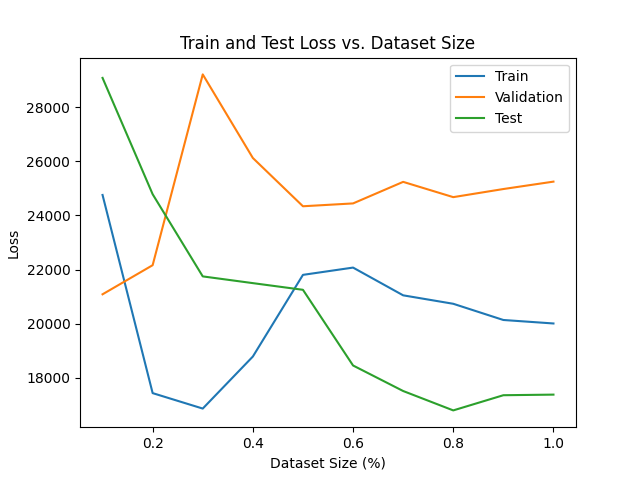 Train and Test Loss vs. Dataset Size
Train
Validation
Test
28000
26000
24000
22000
20000
18000
Loss
0.2
0.4
0.6
0.8
1.0
Dataset Size (%)